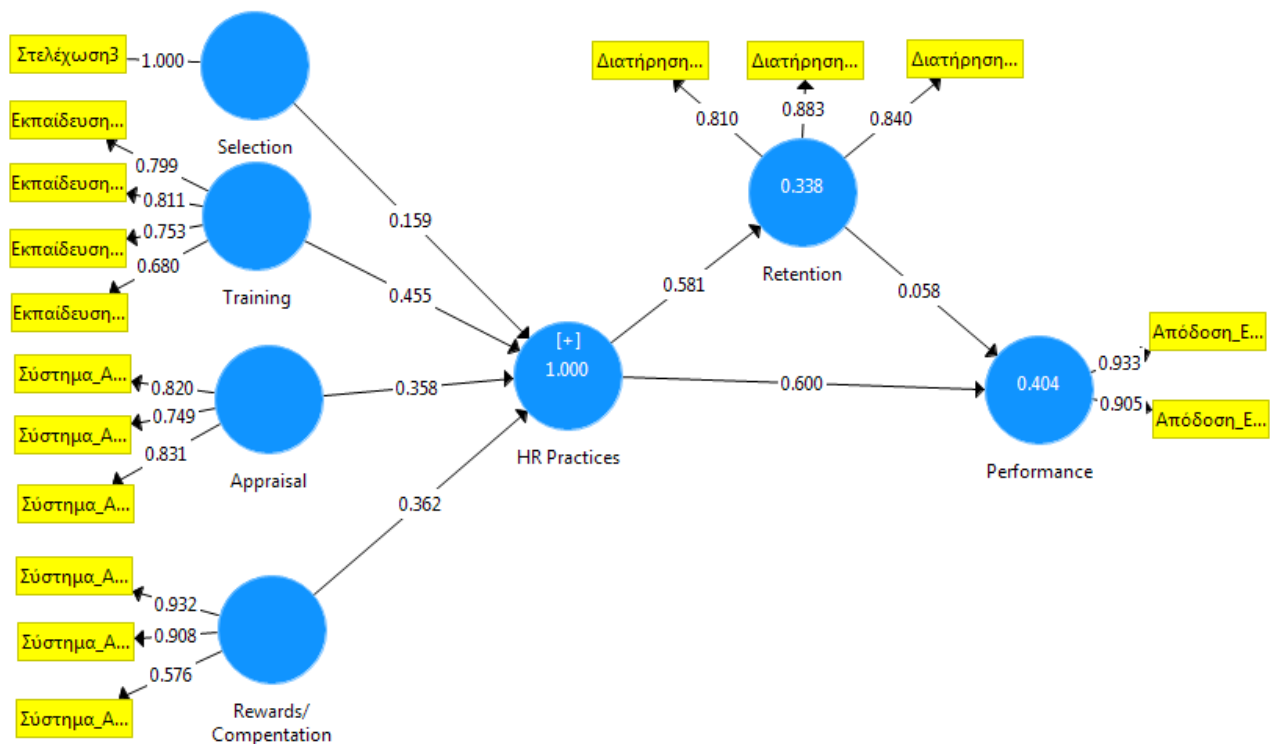 Στελέχωση3
1.000
Selection
Εκπαίδευση...
0.799
Εκπαίδευση...
0.811
Εκπαίδευση...
0.753
Εκπαίδευση...
0.680
Training
Σύστημα_Α...
0.820
Σύστημα_Α...
0.749
Σύστημα_Α...
0.831
Appraisal
Σύστημα_Α...
0.932
Σύστημα_Α...
0.908
Σύστημα_Α...
0.576
Rewards/
Compentation
0.159
0.455
0.358
0.362
[+]
1.000
HR Practices
0.581
0.600
Διατήρηση...
Διατήρηση...
Διατήρηση...
0.810
0.883
0.840
0.338
Retention
0.058
0.404
Performance
0.933
Απόδοση_Ε...
0.905
Απόδοση_Ε...